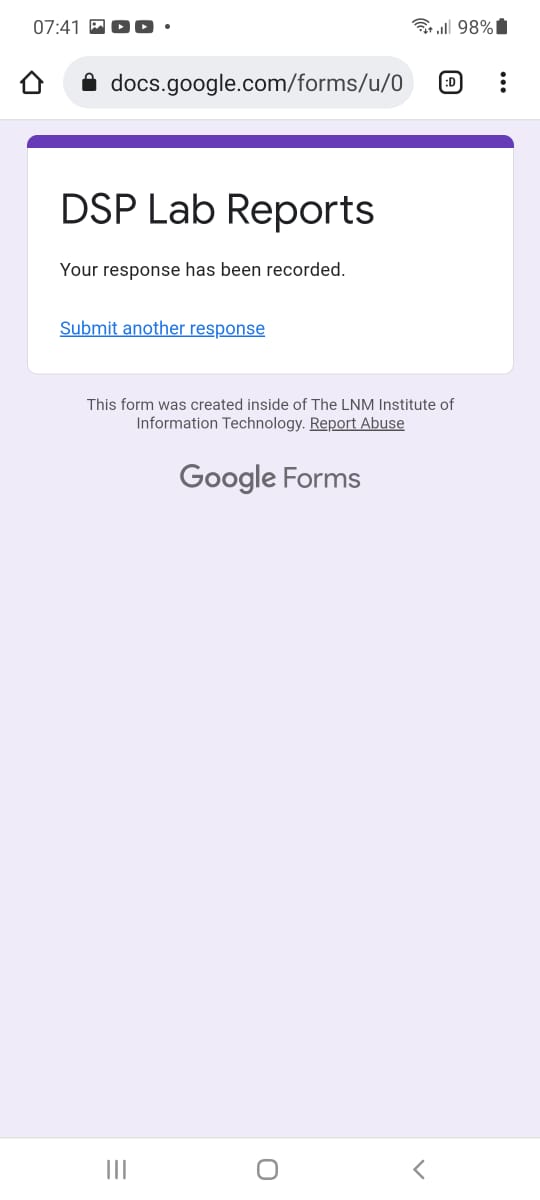 07:41
98%
docs.google.com/forms/u/0
:D
DSP Lab Reports
Your response has been recorded.
Submit another response
This form was created inside of The LNM Institute of
Information Technology. Report Abuse
Google Forms